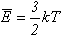 E̅ = 3/2 kT